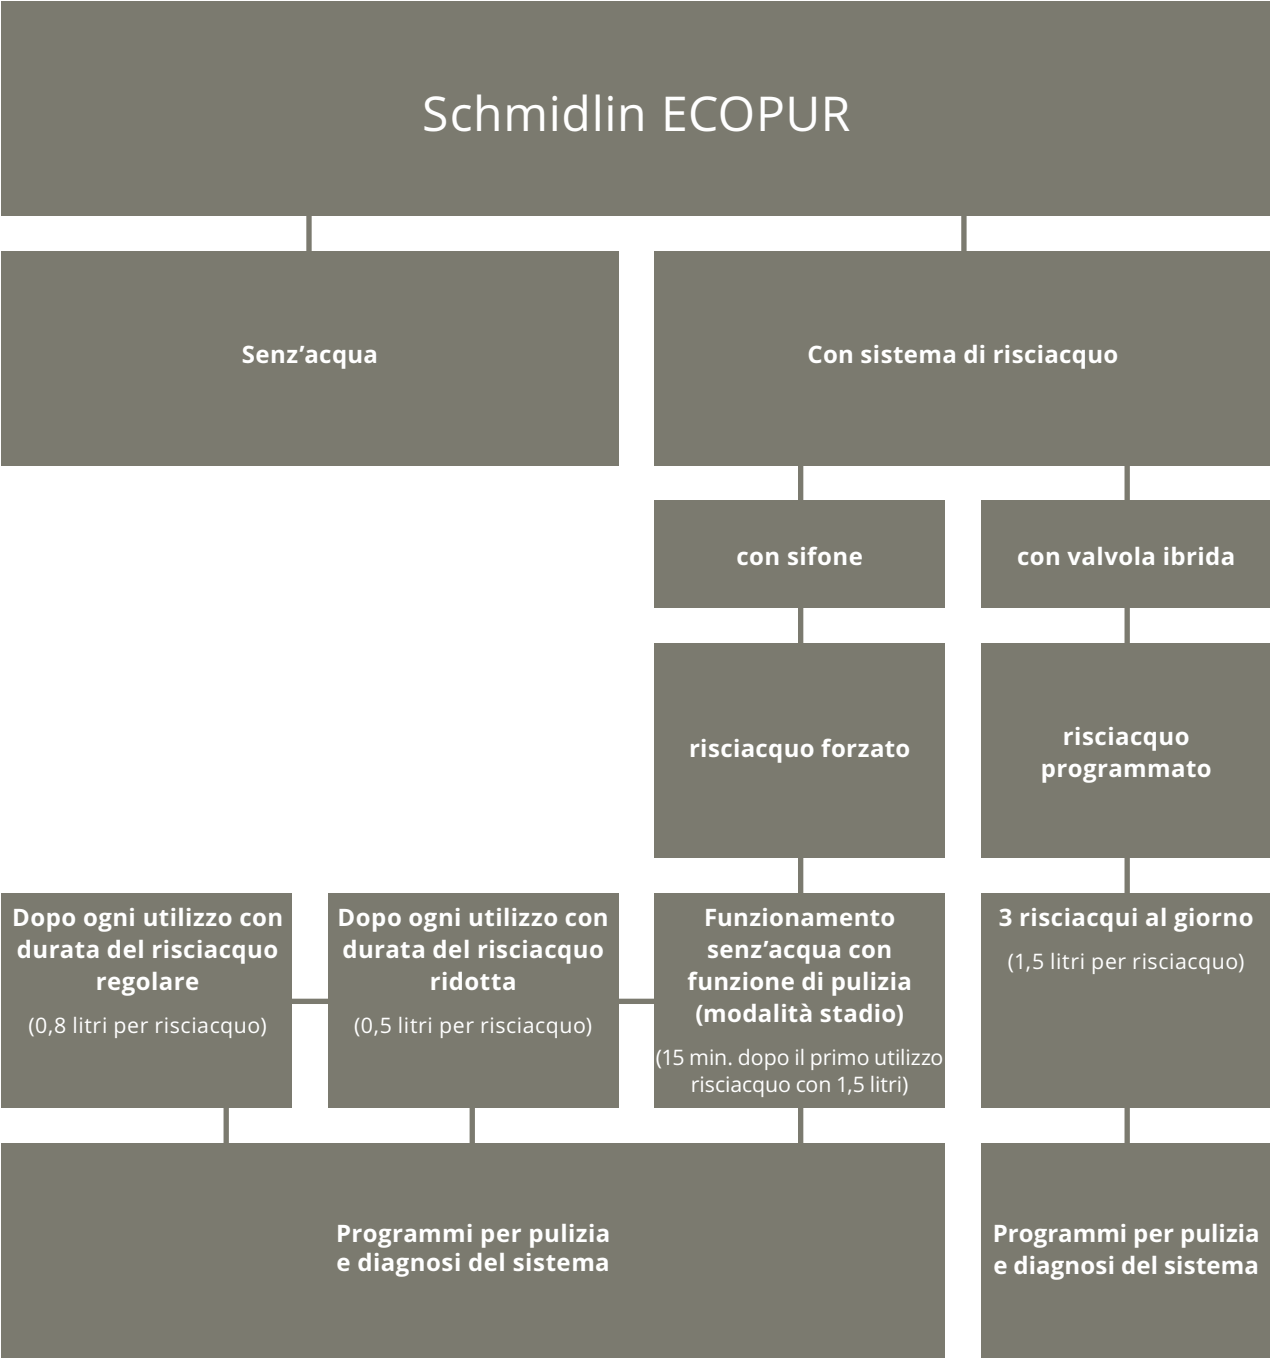 Schmidlin ECOPUR
Senz’acqua
Con sistema di risciacquo
con sifone
con valvola ibrida
risciacquo forzato
risciacquo
programmato
Dopo ogni utilizzo con
durata del risciacquo
regolare
(0,8 litri per risciacquo)
Dopo ogni utilizzo con
durata del risciacquo
ridotta
(0,5 litri per risciacquo)
Funzionamento
senz’acqua con
funzione di pulizia
(modalità stadio)
(15 min. dopo il primo utilizzo
risciacquo con 1,5 litri)
3 risciacqui al giorno
(1,5 litri per risciacquo)
Programmi per pulizia
e diagnosi del sistema
Programmi per pulizia
e diagnosi del sistema